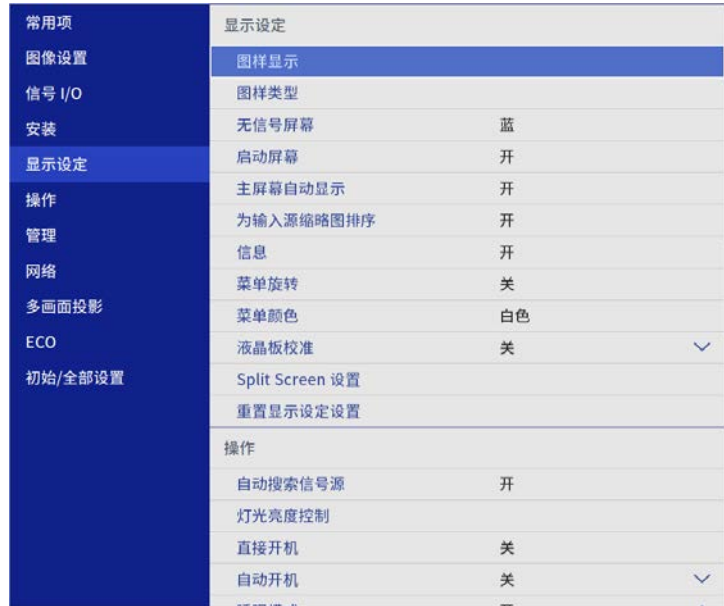 常用项
图像设置
信号 I/O
安装
显示设定
操作
管理
网络
多画面投影
ECO
初始/全部设置
显示设定
图样显示
图样类型
无信号屏幕 蓝
启动屏幕 开
主屏幕自动显示 开
为输入源缩略图排序 开
信息 开
菜单旋转 关
菜单颜色 白色
液晶板校准 关
Split Screen 设置
重置显示设定设置
操作
自动搜索信号源 开
灯光亮度控制
直接开机 关
自动开机 关